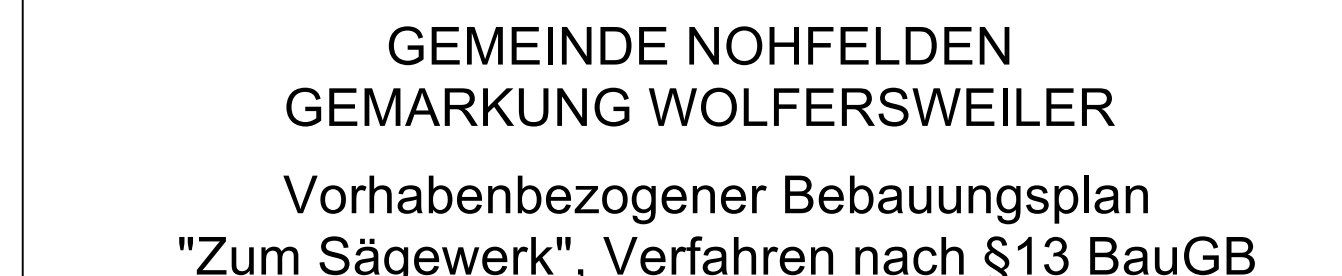 GEMEINDE NOHFELDEN
GEMARKUNG WOLFERSWEILER
Vorhabenbezogener Bebauungsplan
"Zum Sägewerk", Verfahren nach §13 BauGB